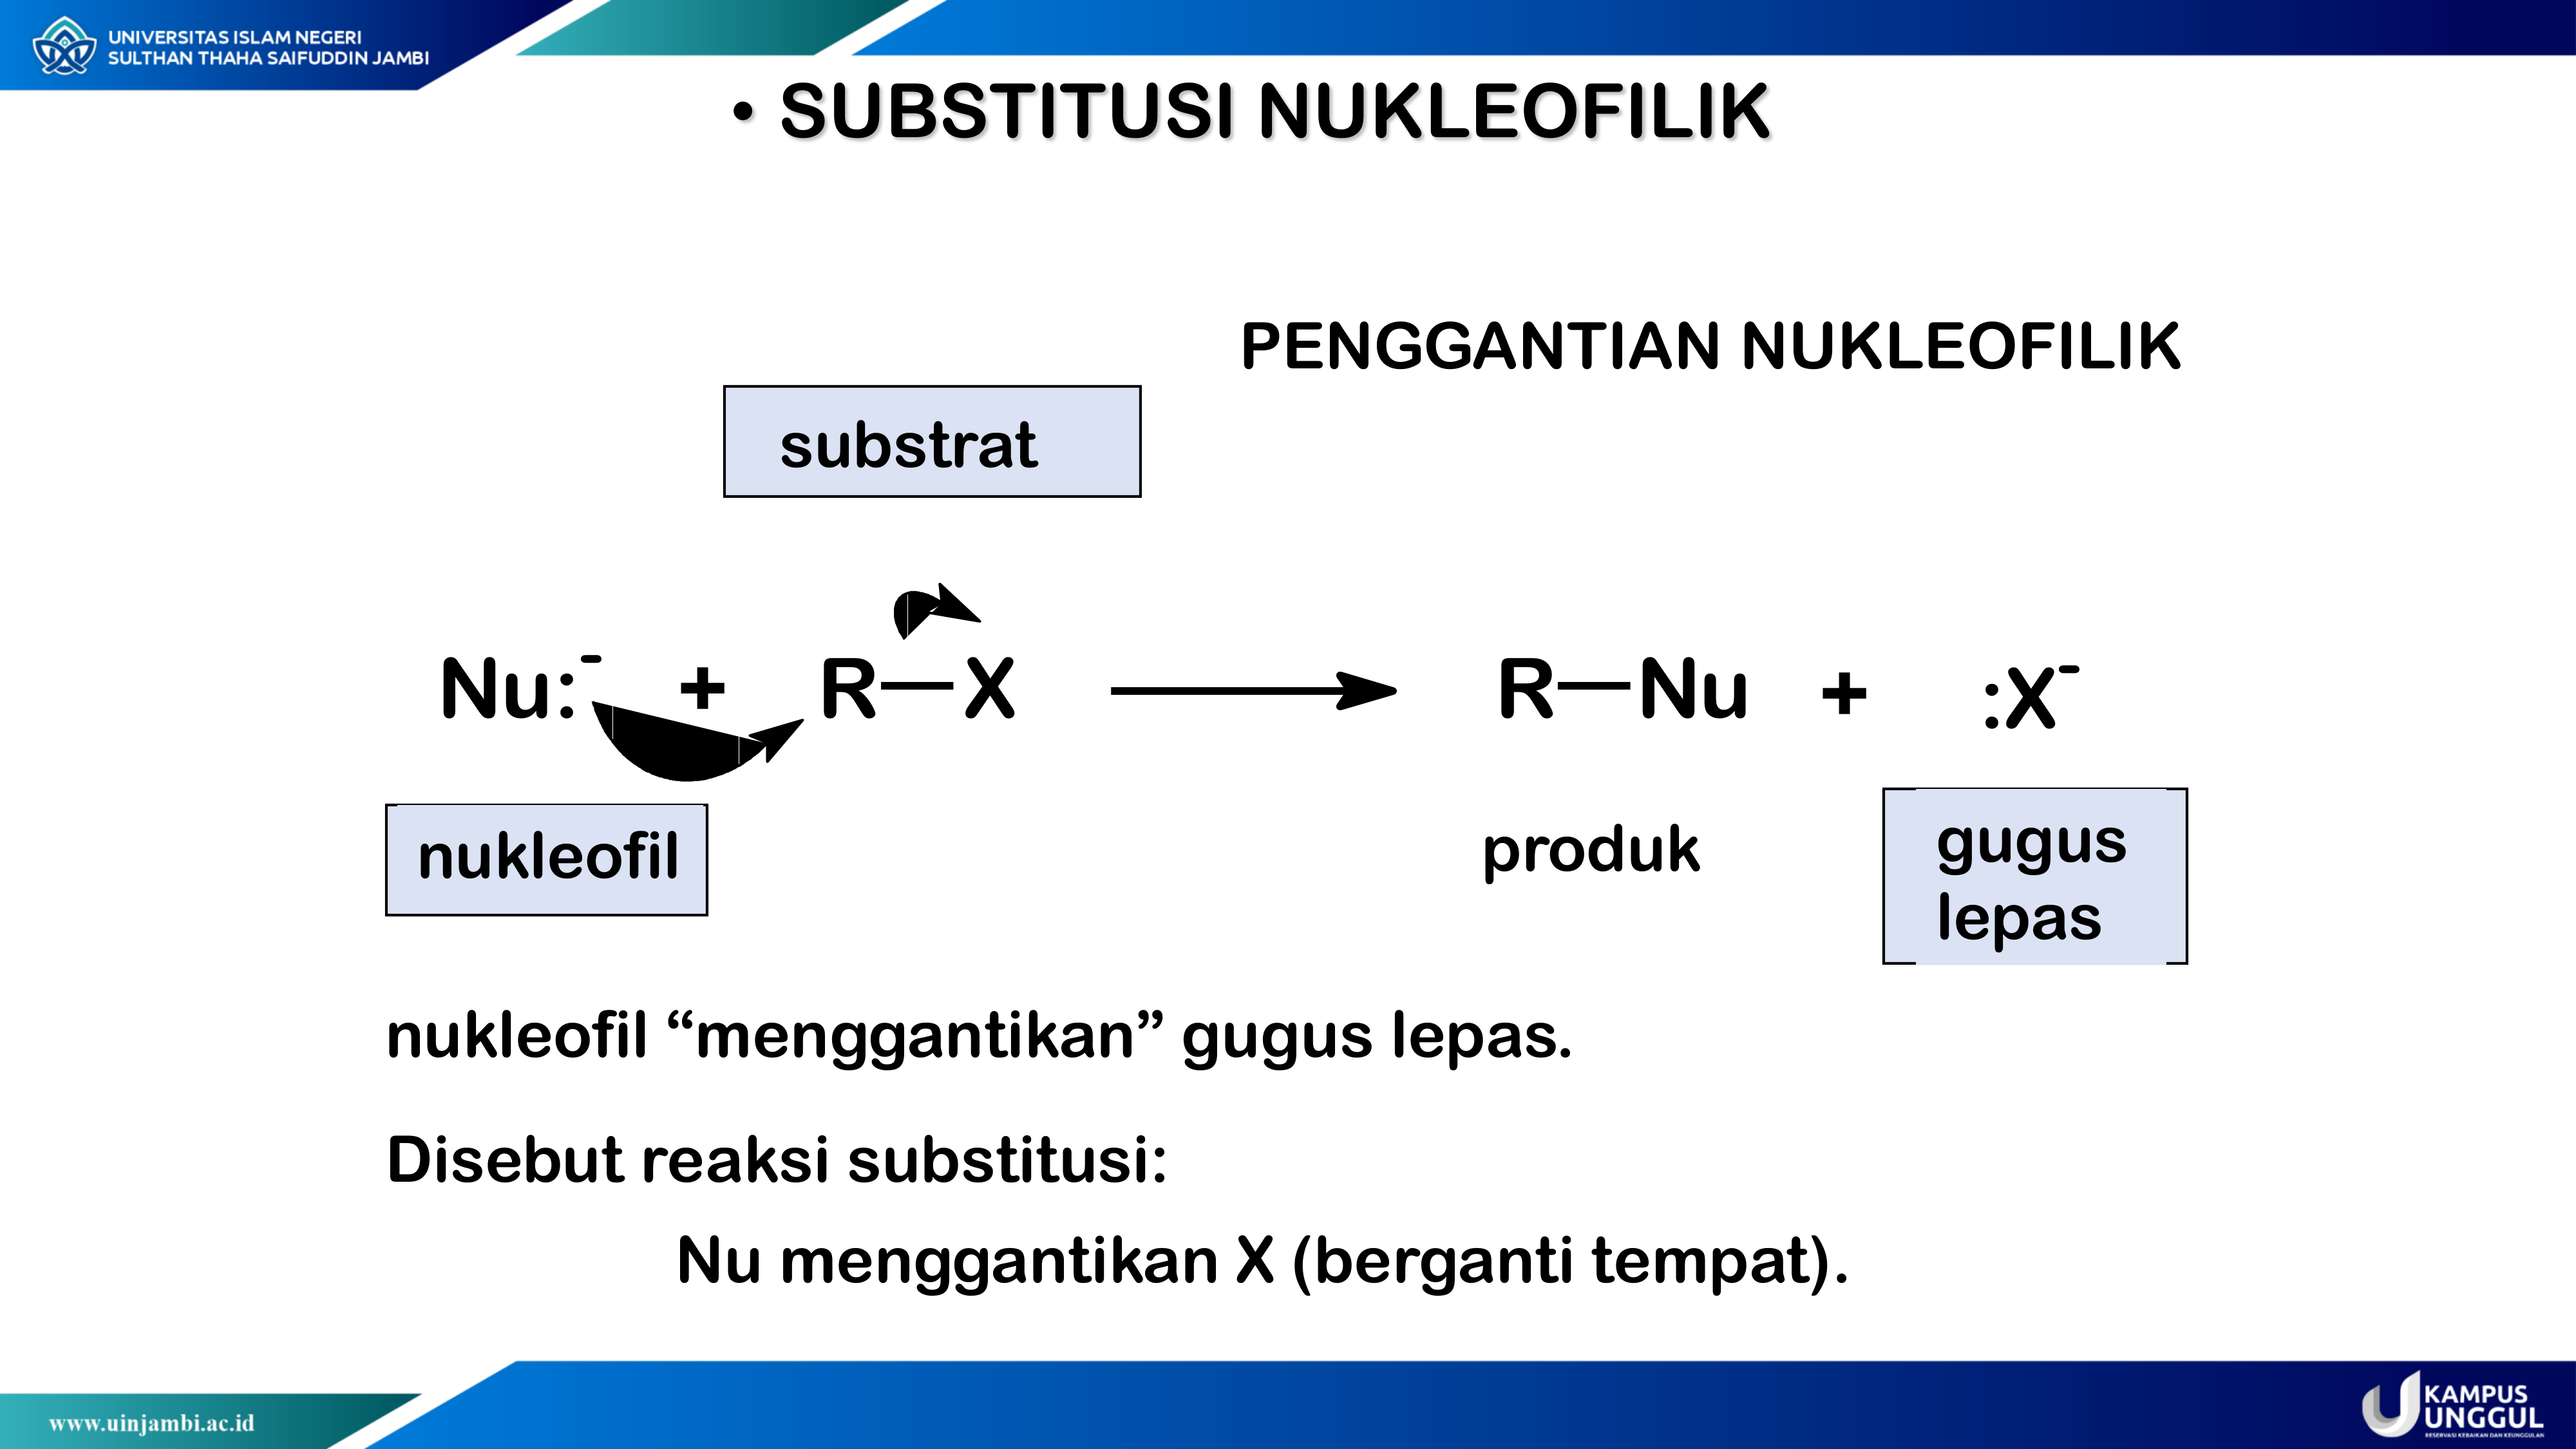 UNIVERSITAS ISLAM NEGERI
SULTHAN THAHA SAIFUDDIN JAMBI
• SUBSTITUSI NUKLEOFILIK
PENGGANTIAN NUKLEOFILIK
substrat
Nu:⁻ + R—X → R—Nu + :X⁻
nukleofil
produk
gugus
lepas
nukleofil “menggantikan” gugus lepas.
Disebut reaksi substitusi:
Nu menggantikan X (berganti tempat).
www.uinjambi.ac.id
KAMPUS
UNGGUL
RESERVASI KEBAIKAN DAN KEUNGGULAN